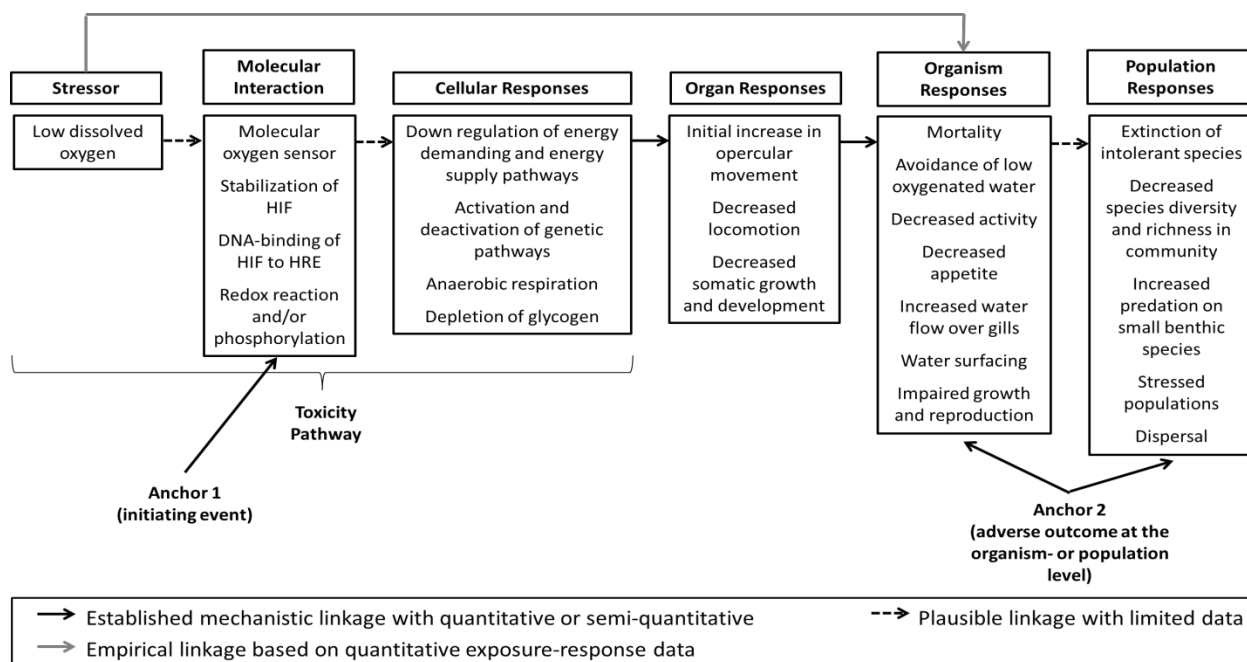 Stressor
Low dissolved
oxygen
Molecular
Interaction
Molecular
oxygen sensor
Stabilization of
HIF
DNA-binding of
HIF to HRE
Redox reaction
and/or
phosphorylation
Cellular Responses
Down regulation of energy
demanding and energy
supply pathways
Activation and
deactivation of genetic
pathways
Anaerobic respiration
Depletion of glycogen
Organ Responses
Initial increase in
opercular
movement
Decreased
locomotion
Decreased
somatic growth
and development
Organism
Responses
Mortality
Avoidance of low
oxygenated water
Decreased activity
Decreased
appetite
Increased water
flow over gills
Water surfacing
Impaired growth
and reproduction
Population
Responses
Extinction of
intolerant species
Decreased
species diversity
and richness in
community
Increased
predation on
small benthic
species
Stressed
populations
Dispersal
Toxicity
Pathway
Anchor 1
(initiating event)
Anchor 2
(adverse outcome at the
organism- or population
level)
Established mechanistic linkage with quantitative or semi-quantitative
Plausible linkage with limited data
Empirical linkage based on quantitative exposure-response data